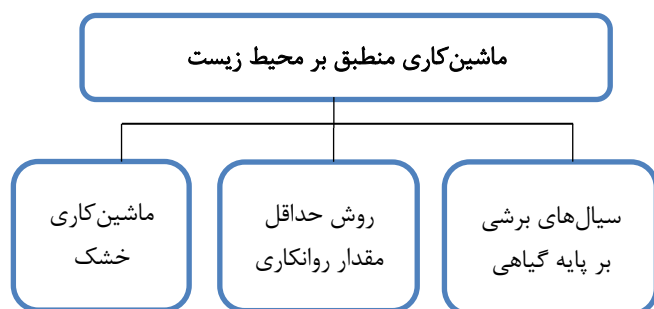 ماشین‌کاری منطبق بر محیط زیست
سیال‌های برشی
بر پایه گیاهی
روش حداقل
مقدار روانکاری
ماشین‌کاری
خشک